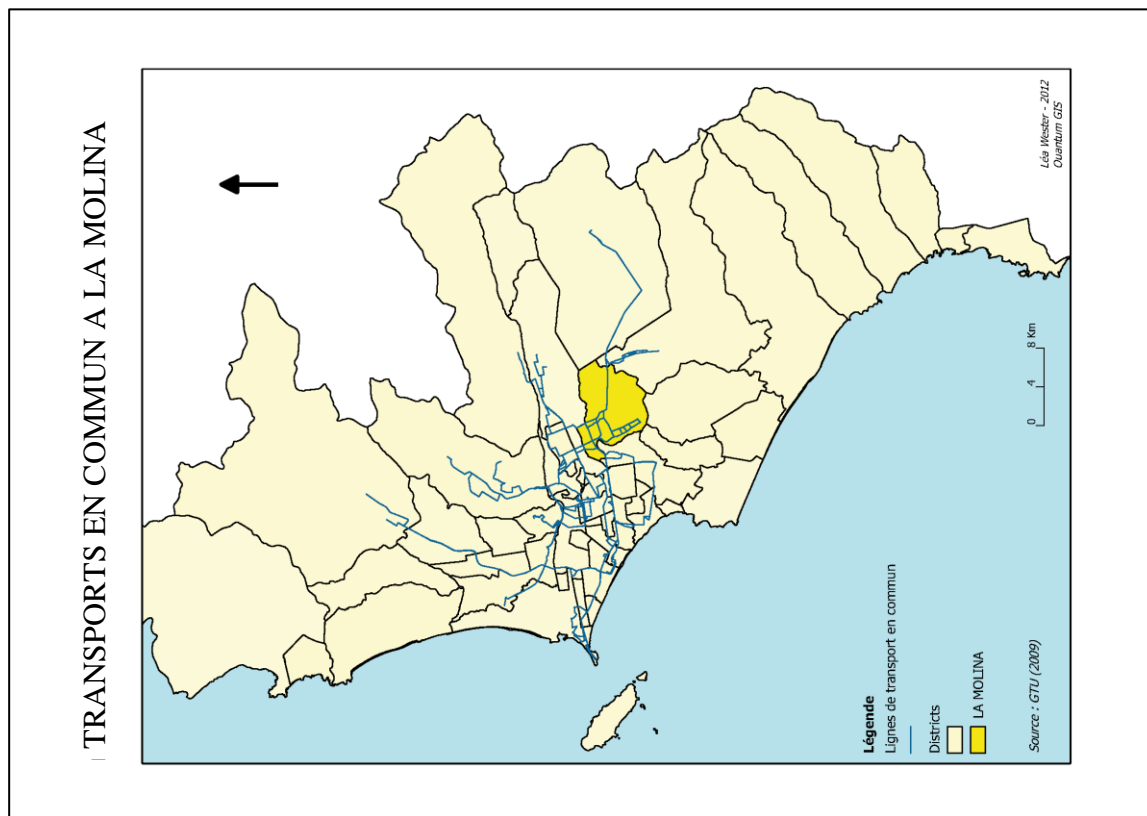 TRANSPORTS EN COMMUN A LA MOLINA
Légende
Lignes de transport en commun
Districts
LA MOLINA
Source : GTU (2009)
0 4 8 Km
Léa Wester - 2012
Quantum GIS